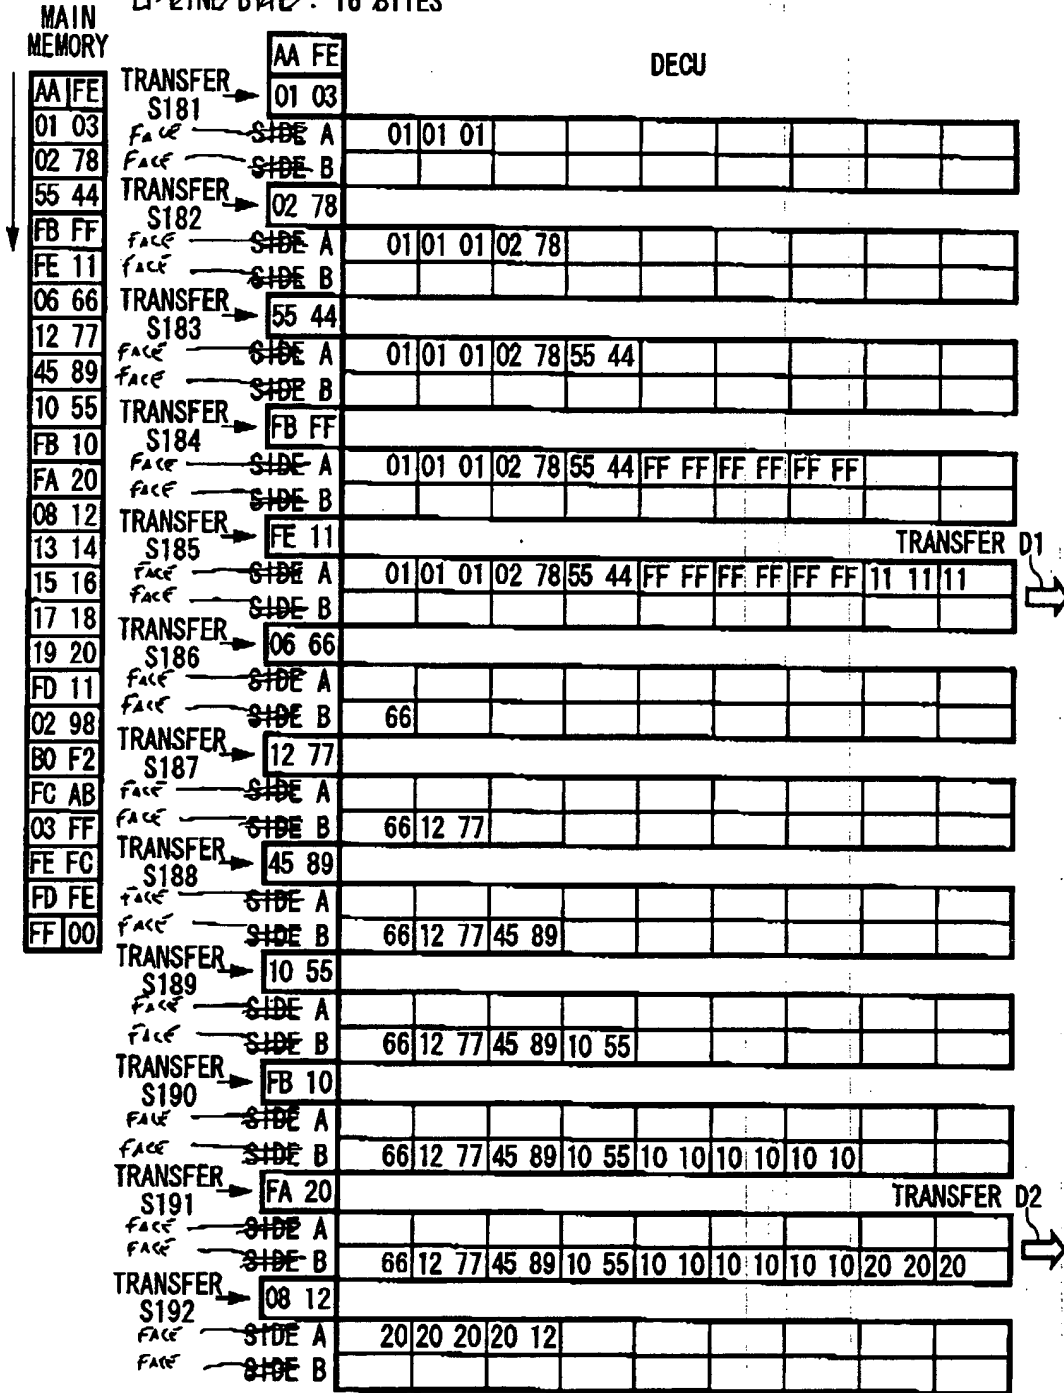 : 16 BYTES
MAIN
MEMORY
AA FE
01 03
02 78
55 44
FB FF
FE 11
06 66
12 77
45 89
10 55
FB 10
FA 20
08 12
13 14
15 16
17 18
19 20
FD 11
02 98
B0 F2
FC AB
03 FF
FE FC
FD FE
FF 00
DECU
AA FE
TRANSFER S181 01 03
FACE SIDE A 01 01 01
FACE SIDE B
TRANSFER S182 02 78
FACE SIDE A 01 01 01 02 78
FACE SIDE B
TRANSFER S183 55 44
FACE SIDE A 01 01 01 02 78 55 44
FACE SIDE B
TRANSFER S184 FB FF
FACE SIDE A 01 01 01 02 78 55 44 FF FF FF FF FF FF
FACE SIDE B
TRANSFER S185 FE 11
TRANSFER D1
FACE SIDE A 01 01 01 02 78 55 44 FF FF FF FF FF FF 11 11 11
FACE SIDE B
TRANSFER S186 06 66
FACE SIDE A
FACE SIDE B 66
TRANSFER S187 12 77
FACE SIDE A
FACE SIDE B 66 12 77
TRANSFER S188 45 89
FACE SIDE A
FACE SIDE B 66 12 77 45 89
TRANSFER S189 10 55
FACE SIDE A
FACE SIDE B 66 12 77 45 89 10 55
TRANSFER S190 FB 10
FACE SIDE A
FACE SIDE B 66 12 77 45 89 10 55 10 10 10 10 10 10
TRANSFER S191 FA 20
TRANSFER D2
FACE SIDE A
FACE SIDE B 66 12 77 45 89 10 55 10 10 10 10 10 10 20 20 20
TRANSFER S192 08 12
FACE SIDE A 20 20 20 20 12
FACE SIDE B